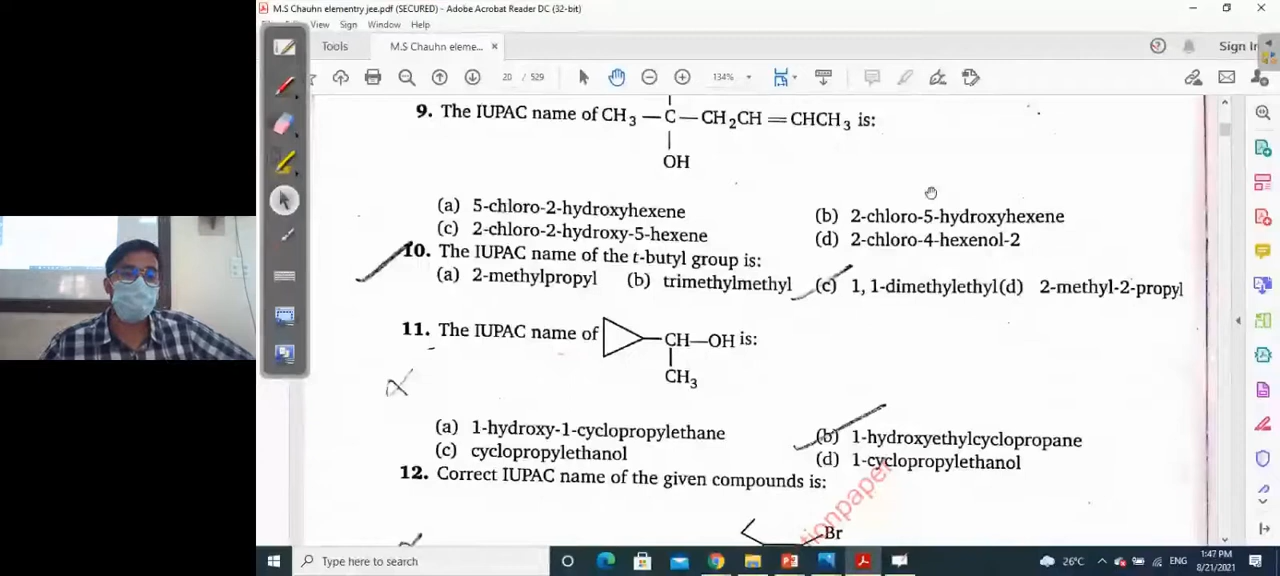 M.S Chauhn elementry jee.pdf (SECURED) - Adobe Acrobat Reader DC (32-bit)
View Sign Window Help
Tools M.S Chauhn eleme... × Sign In
20 / 529 134%
9. The IUPAC name of CH3 — C — CH2CH = CHCH3 is:
OH
(a) 5-chloro-2-hydroxyhexene (b) 2-chloro-5-hydroxyhexene
(c) 2-chloro-2-hydroxy-5-hexene (d) 2-chloro-4-hexenol-2
10. The IUPAC name of the t-butyl group is:
(a) 2-methylpropyl (b) trimethylmethyl (c) 1, 1-dimethylethyl (d) 2-methyl-2-propyl
11. The IUPAC name of CH—OH is:
CH3
(a) 1-hydroxy-1-cyclopropylethane (b) 1-hydroxyethylcyclopropane
(c) cyclopropylethanol (d) 1-cyclopropylethanol
12. Correct IUPAC name of the given compounds is:
Br
tionpaper
Type here to search 26°C ENG 1:47 PM
8/21/2021